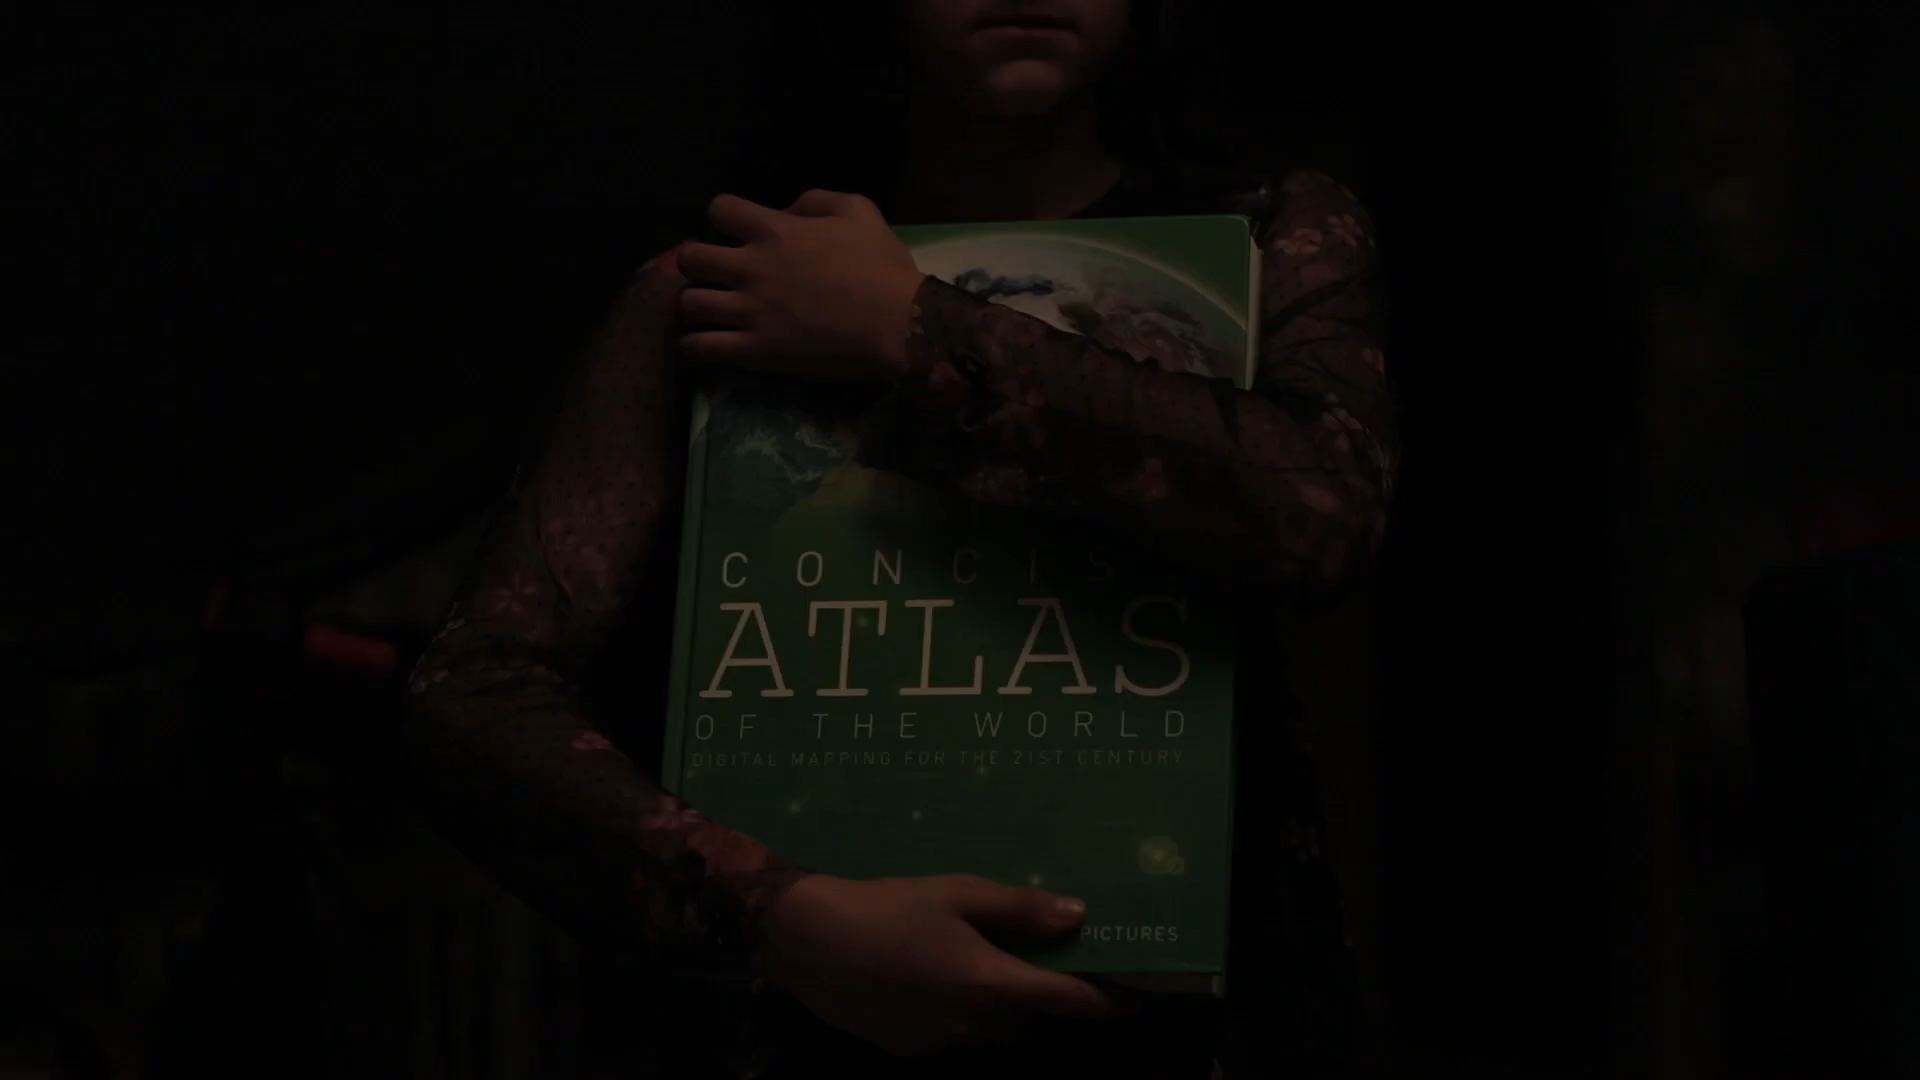 CONCIS
ATLAS
OF THE WORLD
DIGITAL MAPPING FOR THE 21ST CENTURY
PICTURES